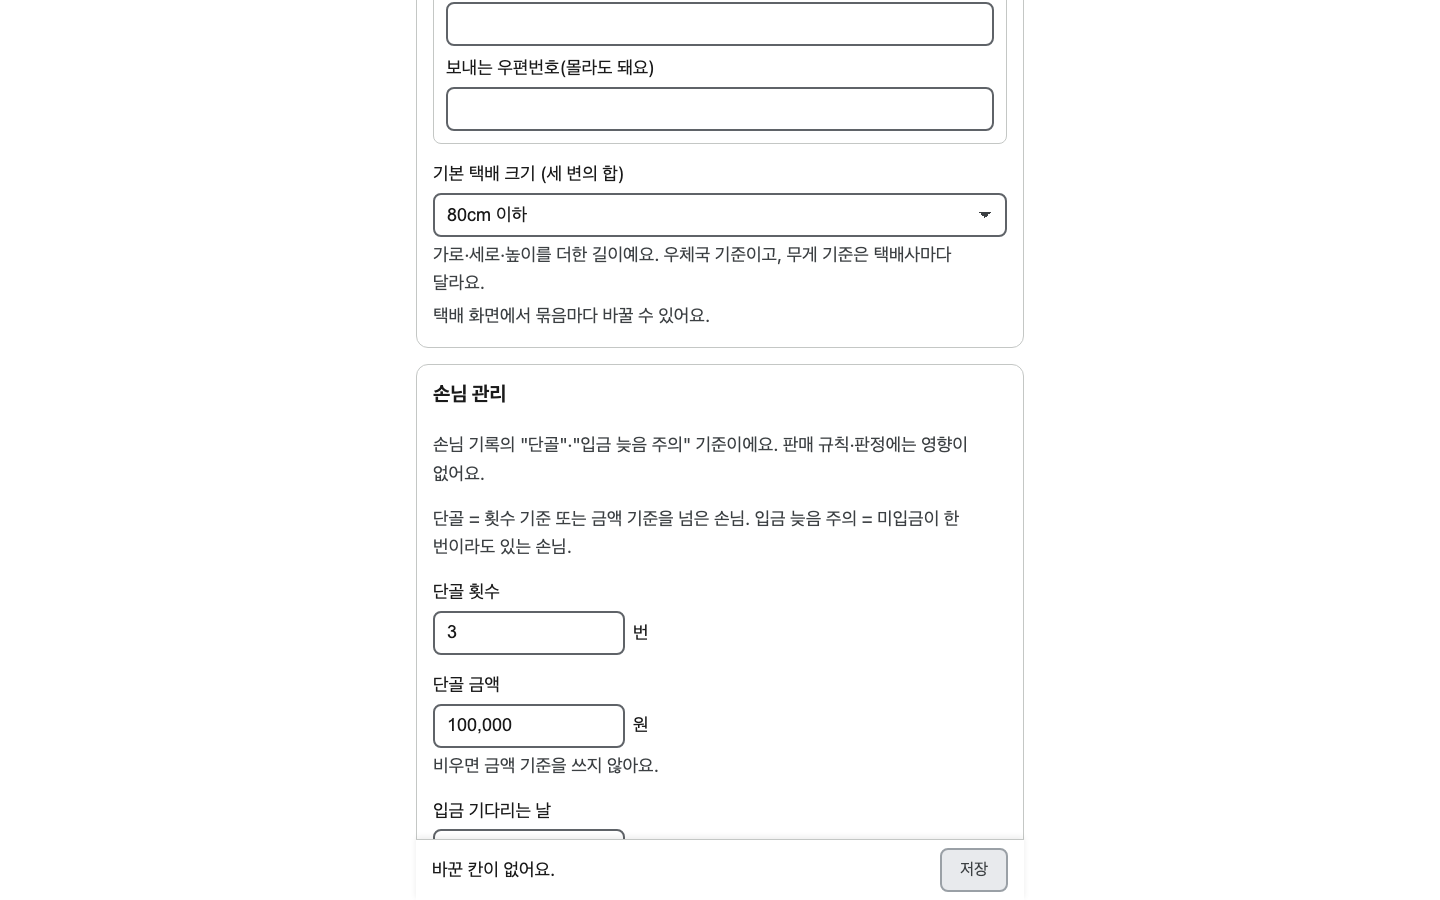 보내는 우편번호(몰라도 돼요)
기본 택배 크기 (세 변의 합)
80cm 이하
가로·세로·높이를 더한 길이예요. 우체국 기준이고, 무게 기준은 택배사마다
달라요.
택배 화면에서 묶음마다 바꿀 수 있어요.
손님 관리
손님 기록의 "단골"·"입금 늦음 주의" 기준이에요. 판매 규칙·판정에는 영향이
없어요.
단골 = 횟수 기준 또는 금액 기준을 넘은 손님. 입금 늦음 주의 = 미입금이 한
번이라도 있는 손님.
단골 횟수
3 번
단골 금액
100,000 원
비우면 금액 기준을 쓰지 않아요.
입금 기다리는 날
바꾼 칸이 없어요.
저장